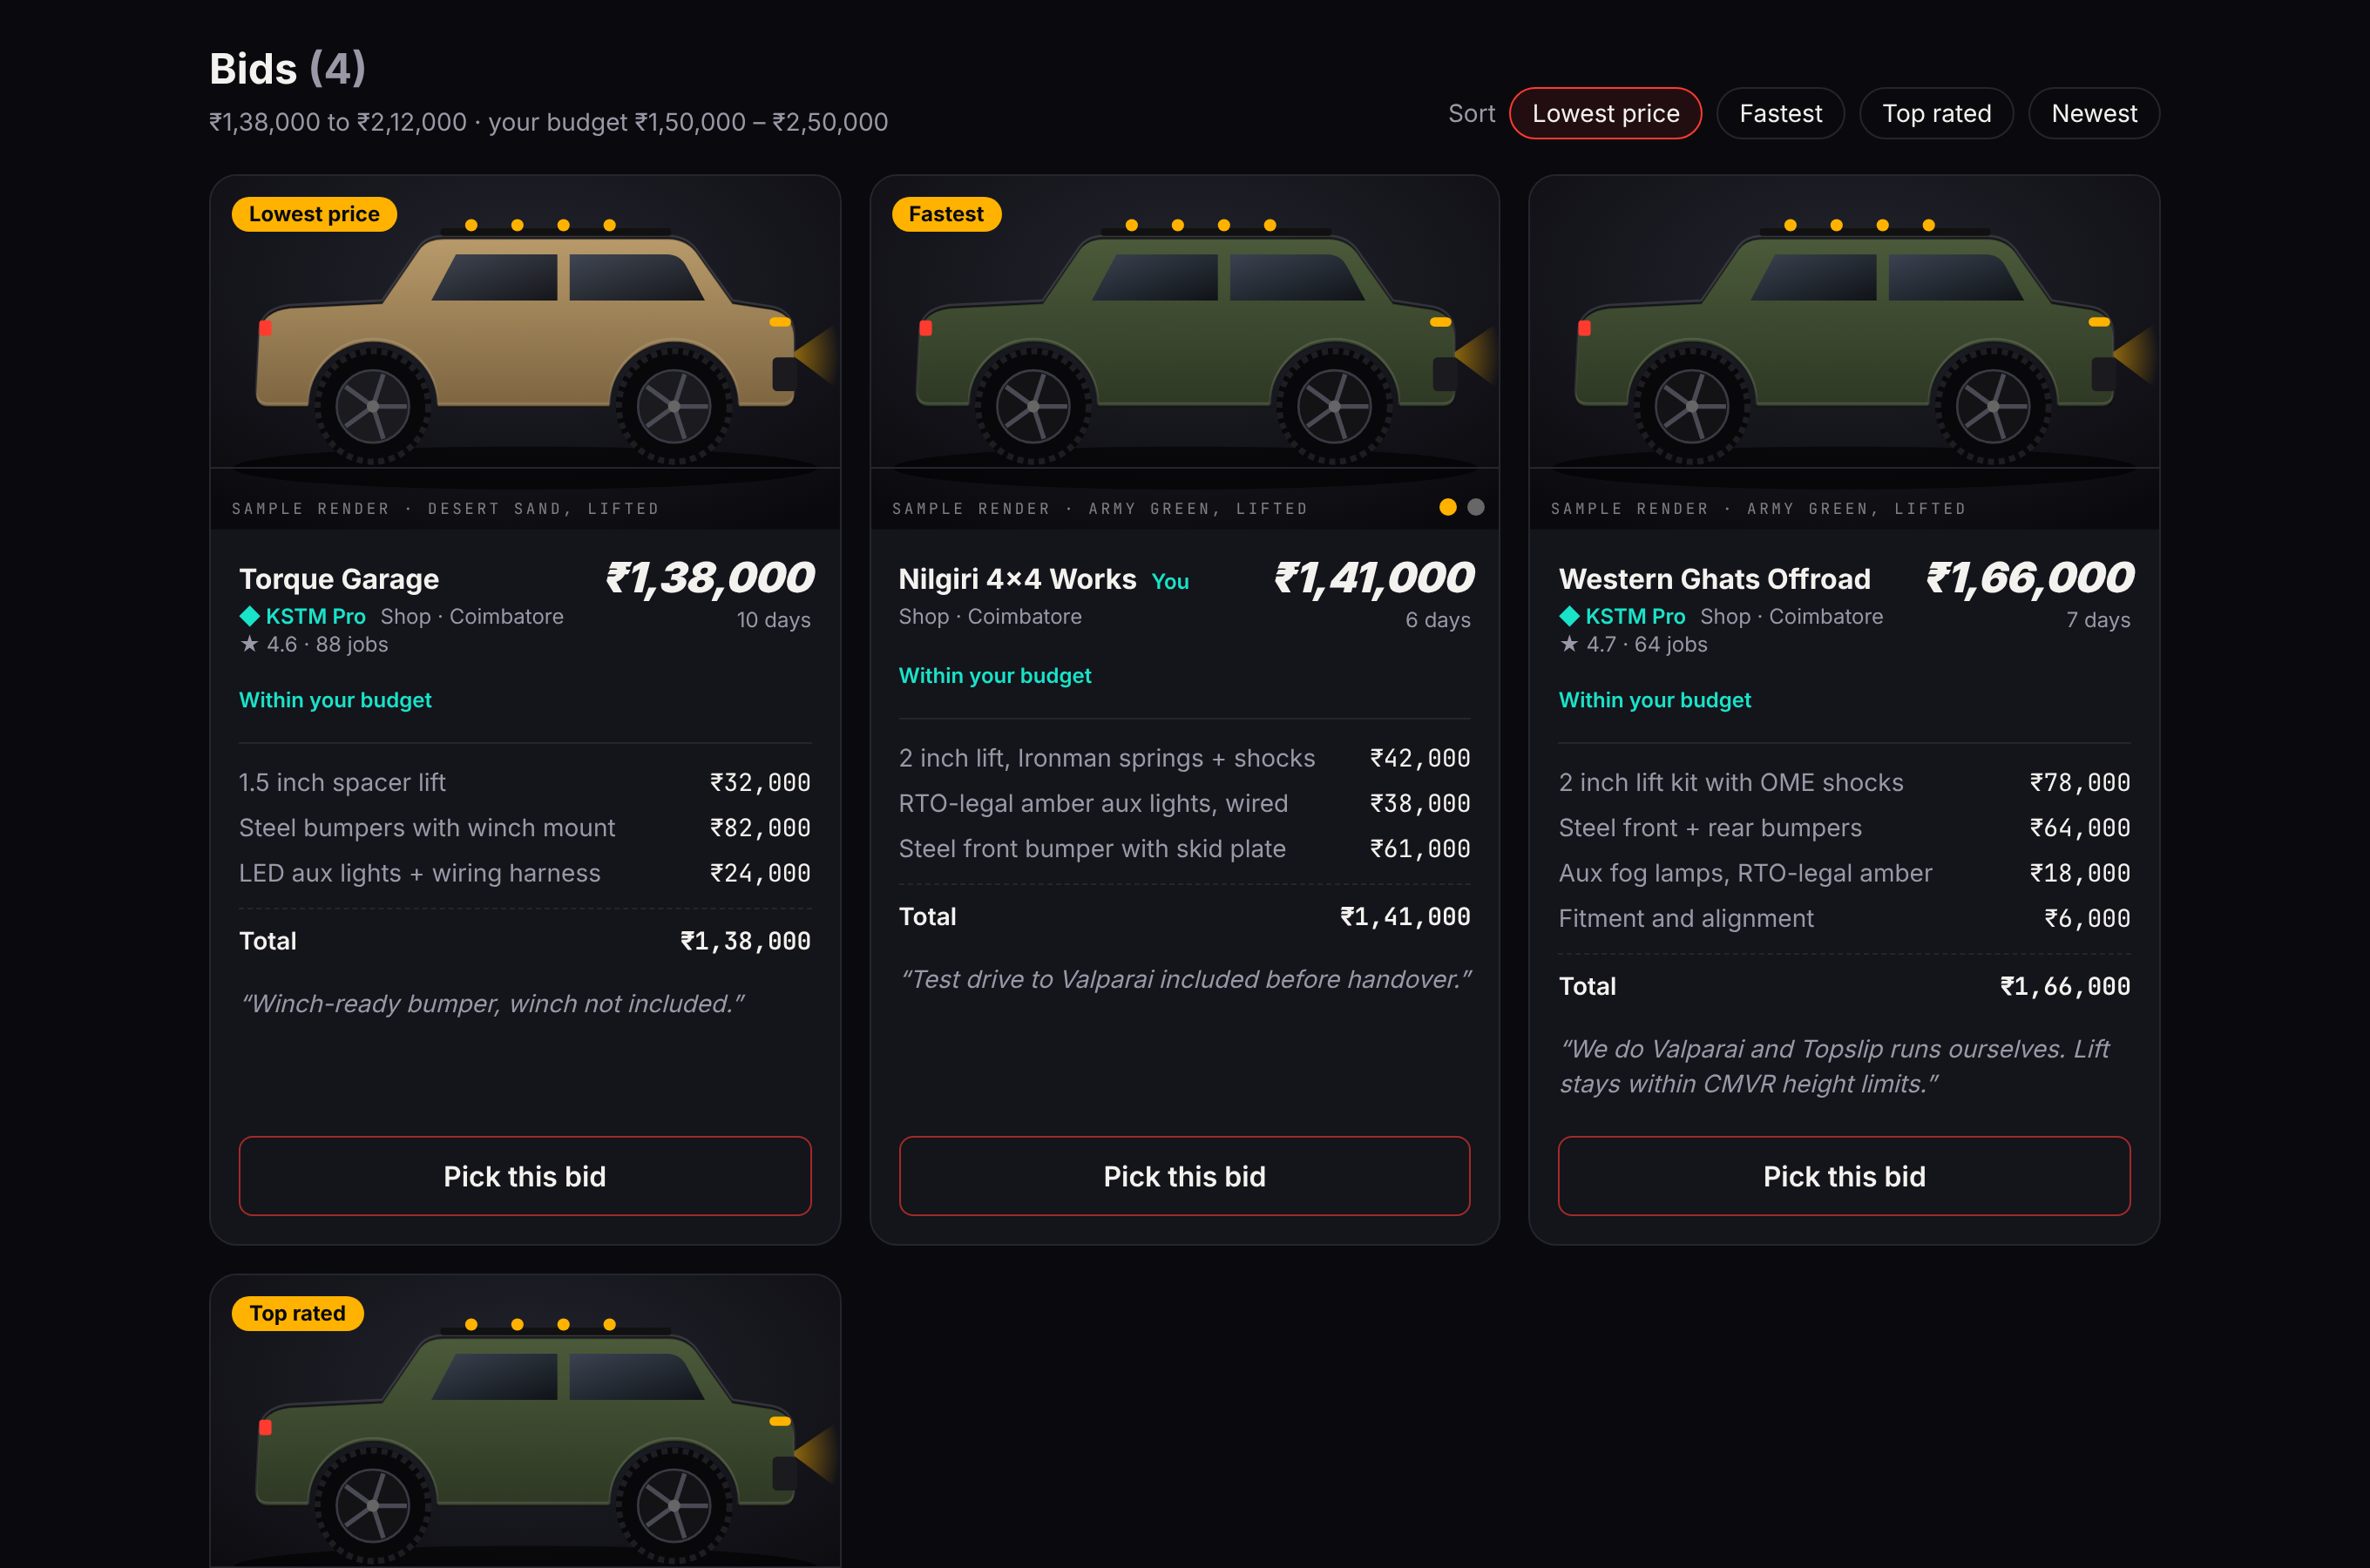 Bids (4)
₹1,38,000 to ₹2,12,000 · your budget ₹1,50,000 – ₹2,50,000
Sort Lowest price Fastest Top rated Newest
Lowest price
SAMPLE RENDER · DESERT SAND, LIFTED
Torque Garage ₹1,38,000
◆ KSTM Pro Shop · Coimbatore 10 days
★ 4.6 · 88 jobs
Within your budget
1.5 inch spacer lift ₹32,000
Steel bumpers with winch mount ₹82,000
LED aux lights + wiring harness ₹24,000
Total ₹1,38,000
“Winch-ready bumper, winch not included.”
Pick this bid
Fastest
SAMPLE RENDER · ARMY GREEN, LIFTED
Nilgiri 4×4 Works You ₹1,41,000
Shop · Coimbatore 6 days
Within your budget
2 inch lift, Ironman springs + shocks ₹42,000
RTO-legal amber aux lights, wired ₹38,000
Steel front bumper with skid plate ₹61,000
Total ₹1,41,000
“Test drive to Valparai included before handover.”
Pick this bid
SAMPLE RENDER · ARMY GREEN, LIFTED
Western Ghats Offroad ₹1,66,000
◆ KSTM Pro Shop · Coimbatore 7 days
★ 4.7 · 64 jobs
Within your budget
2 inch lift kit with OME shocks ₹78,000
Steel front + rear bumpers ₹64,000
Aux fog lamps, RTO-legal amber ₹18,000
Fitment and alignment ₹6,000
Total ₹1,66,000
“We do Valparai and Topslip runs ourselves. Lift
stays within CMVR height limits.”
Pick this bid
Top rated